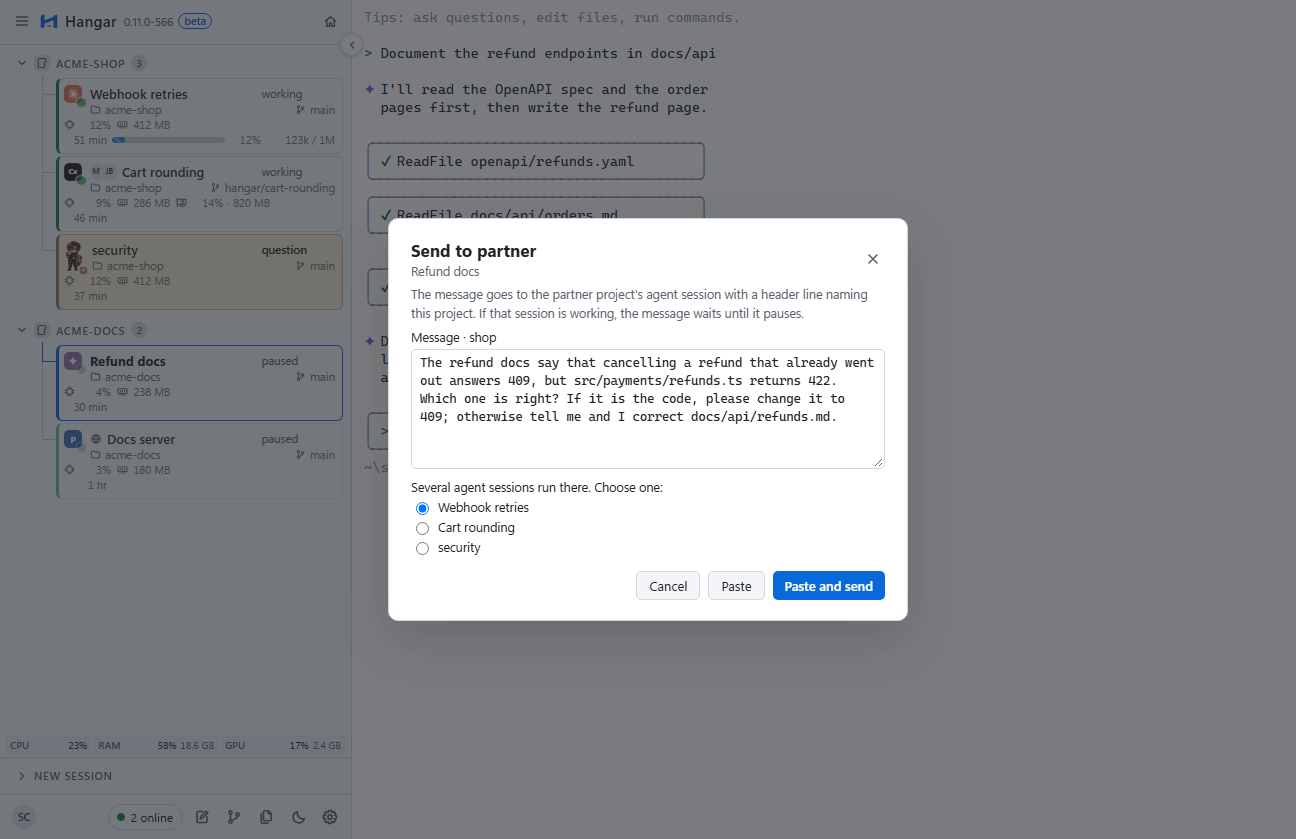 Hangar 0.11.0-566 beta
ACME-SHOP 3
Webhook retries working
acme-shop main
12% 412 MB
51 min 12% 123k / 1M
Cx M JB Cart rounding working
acme-shop hangar/cart-rounding
9% 286 MB 14% · 820 MB
46 min
security question
acme-shop main
12% 412 MB
37 min
ACME-DOCS 2
Refund docs paused
acme-docs main
4% 238 MB
30 min
P Docs server paused
acme-docs main
3% 180 MB
1 hr
CPU 23% RAM 58% 18.6 GB GPU 17% 2.4 GB
NEW SESSION
SC 2 online
Tips: ask questions, edit files, run commands.
> Document the refund endpoints in docs/api
✦ I'll read the OpenAPI spec and the order
pages first, then write the refund page.
✓ ReadFile openapi/refunds.yaml
✓ ReadFile docs/api/orders.md
Send to partner
Refund docs
The message goes to the partner project's agent session with a header line naming
this project. If that session is working, the message waits until it pauses.
Message · shop
The refund docs say that cancelling a refund that already went
out answers 409, but src/payments/refunds.ts returns 422.
Which one is right? If it is the code, please change it to
409; otherwise tell me and I correct docs/api/refunds.md.
Several agent sessions run there. Choose one:
Webhook retries
Cart rounding
security
Cancel Paste Paste and send